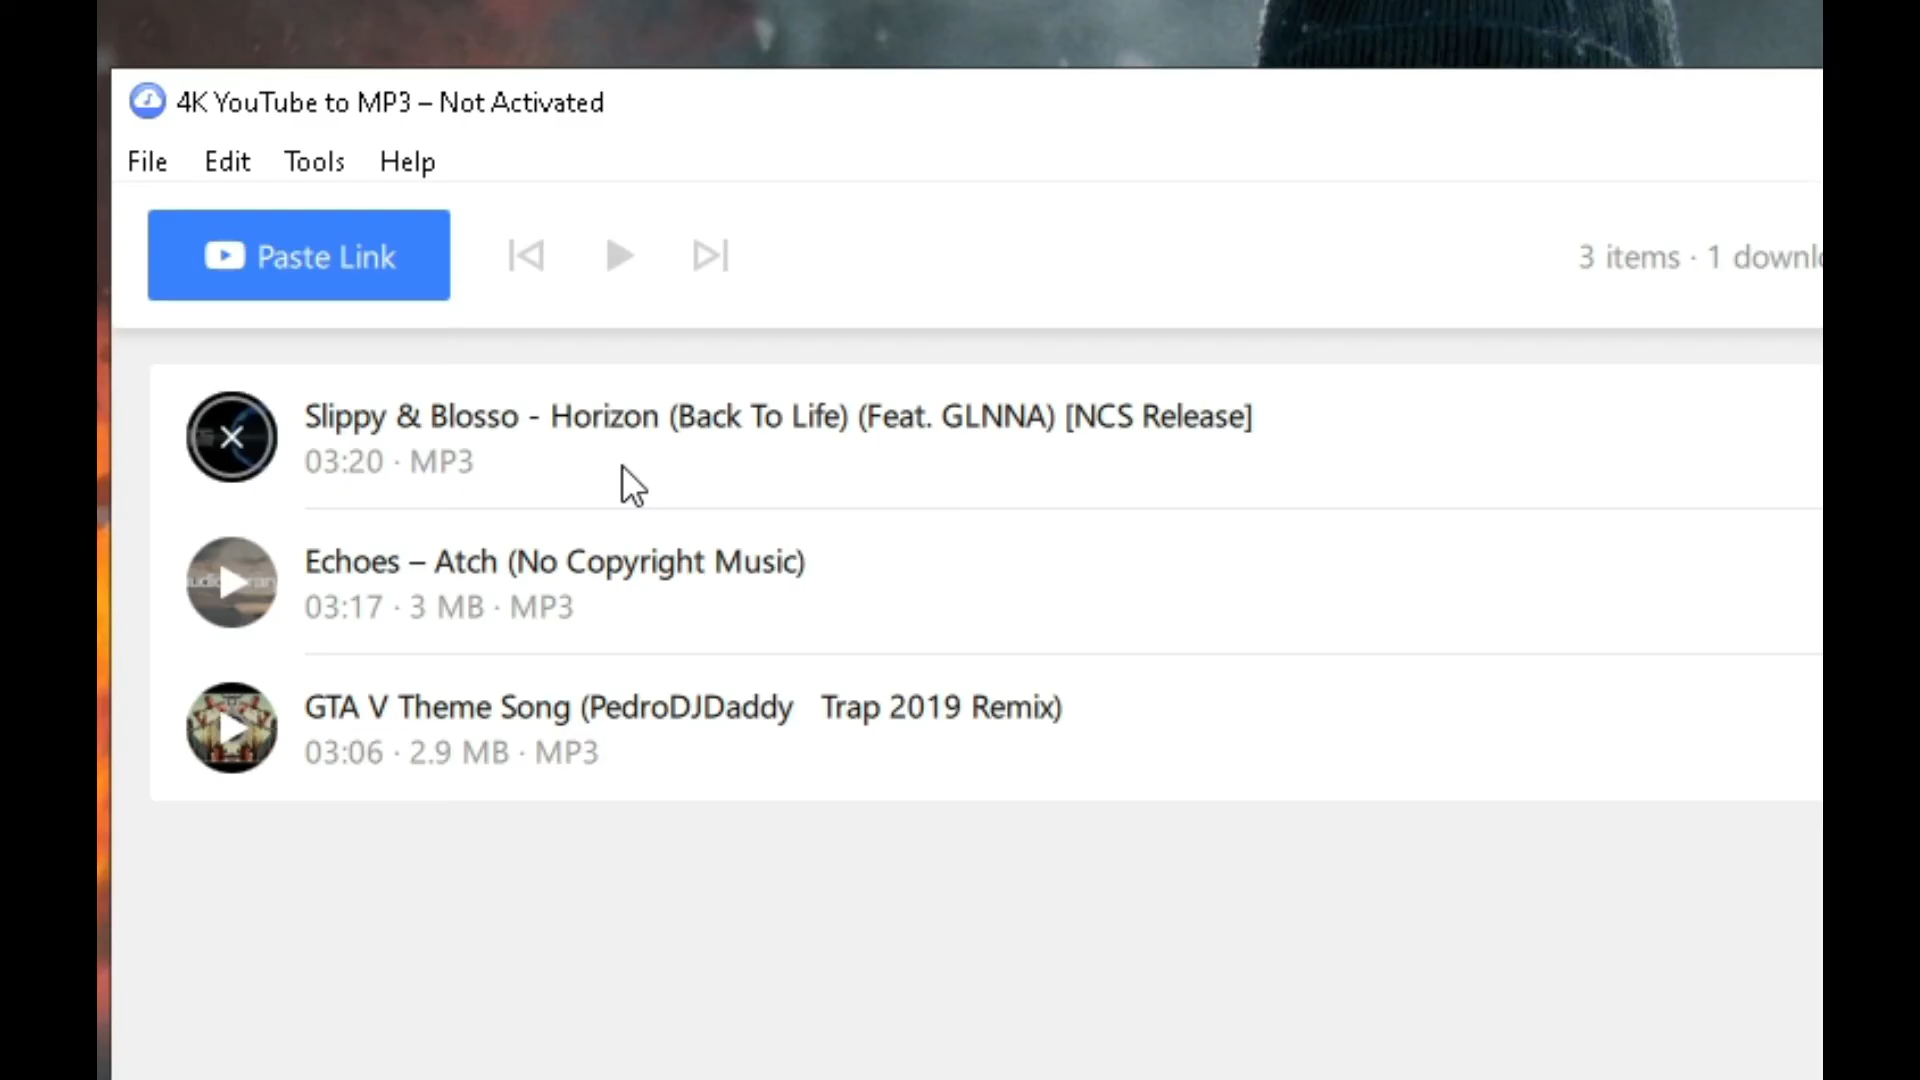 4K YouTube to MP3 – Not Activated
File Edit Tools Help
Paste Link
3 items · 1 downl
Slippy & Blosso - Horizon (Back To Life) (Feat. GLNNA) [NCS Release]
03:20 · MP3
Echoes – Atch (No Copyright Music)
03:17 · 3 MB · MP3
GTA V Theme Song (PedroDJDaddy   Trap 2019 Remix)
03:06 · 2.9 MB · MP3